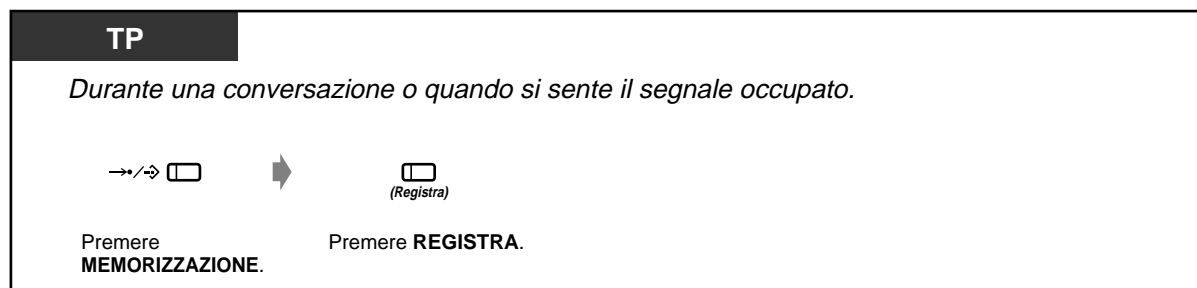 TP
Durante una conversazione o quando si sente il segnale occupato.
(Registra)
Premere
MEMORIZZAZIONE.
Premere REGISTRA.